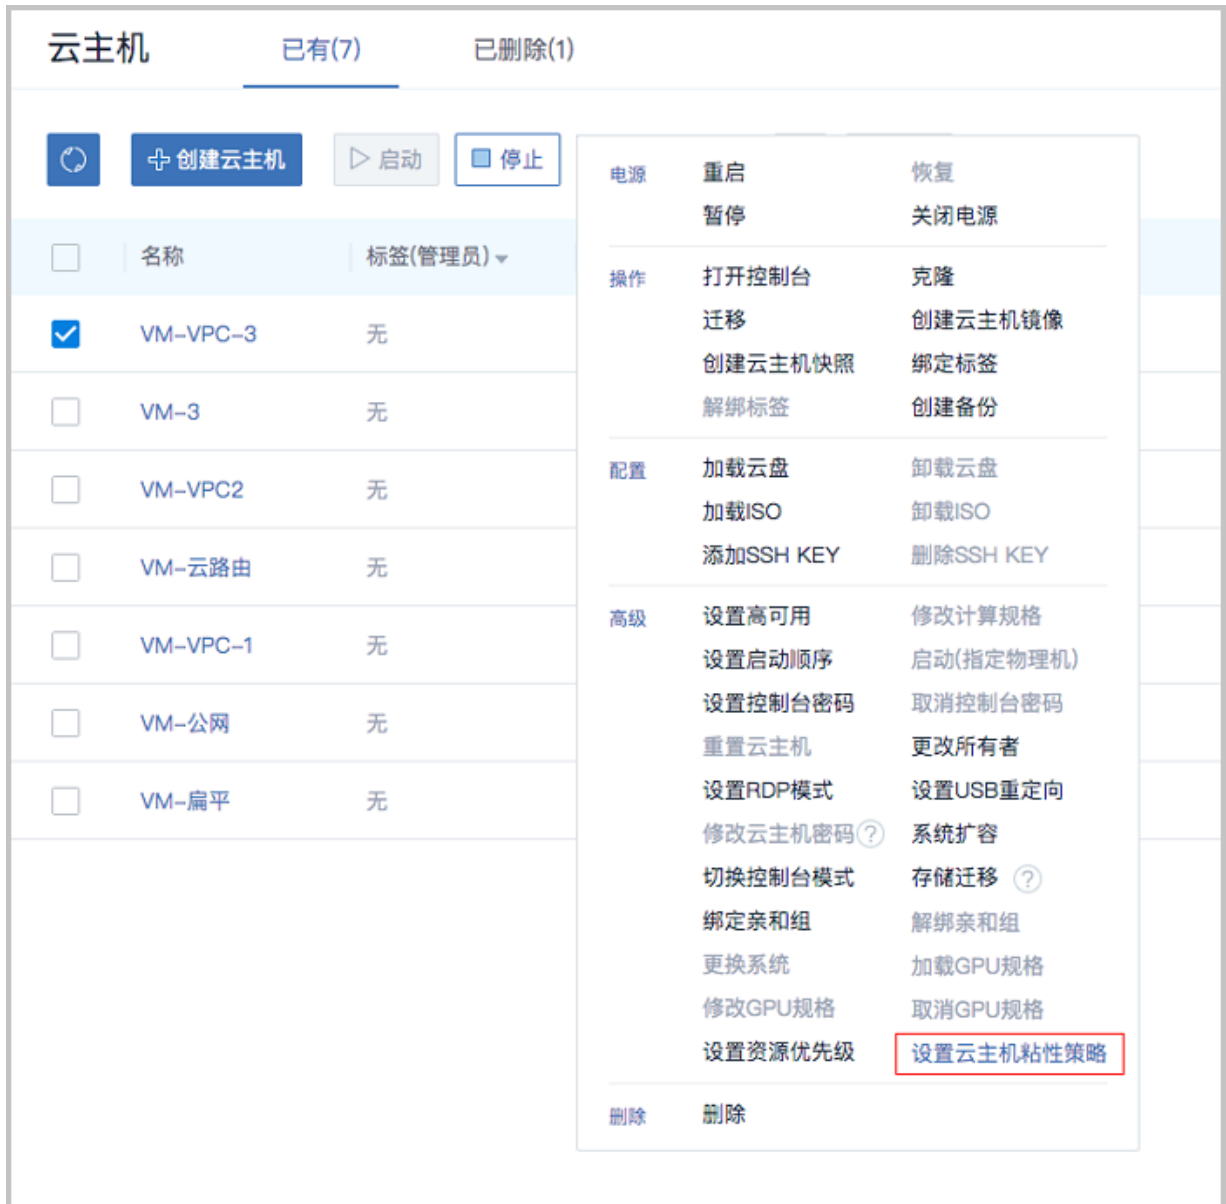 云主机 已有(7) 已删除(1)
创建云主机 启动 停止
名称 标签(管理员)
VM-VPC-3 无
VM-3 无
VM-VPC2 无
VM-云路由 无
VM-VPC-1 无
VM-公网 无
VM-扁平 无
电源 重启 恢复
暂停 关闭电源
操作 打开控制台 克隆
迁移 创建云主机镜像
创建云主机快照 绑定标签
解绑标签 创建备份
配置 加载云盘 卸载云盘
加载ISO 卸载ISO
添加SSH KEY 删除SSH KEY
高级 设置高可用 修改计算规格
设置启动顺序 启动(指定物理机)
设置控制台密码 取消控制台密码
重置云主机 更改所有者
设置RDP模式 设置USB重定向
修改云主机密码 ? 系统扩容
切换控制台模式 存储迁移 ?
绑定亲和组 解绑亲和组
更换系统 加载GPU规格
修改GPU规格 取消GPU规格
设置资源优先级 设置云主机粘性策略
删除 删除